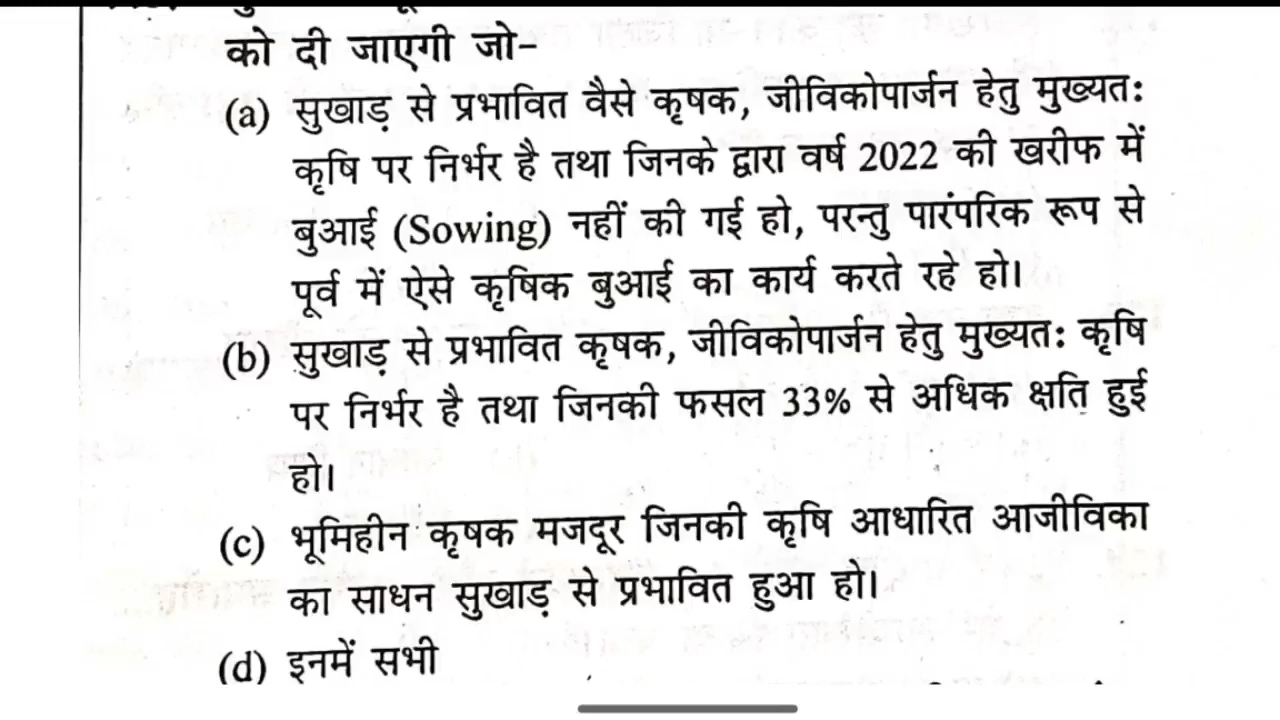 को दी जाएगी जो-
(a) सुखाड़ से प्रभावित वैसे कृषक, जीविकोपार्जन हेतु मुख्यतः
कृषि पर निर्भर है तथा जिनके द्वारा वर्ष 2022 की खरीफ में
बुआई (Sowing) नहीं की गई हो, परन्तु पारंपरिक रूप से
पूर्व में ऐसे कृषिक बुआई का कार्य करते रहे हो।
(b) सुखाड़ से प्रभावित कृषक, जीविकोपार्जन हेतु मुख्यतः कृषि
पर निर्भर है तथा जिनकी फसल 33% से अधिक क्षति हुई
हो।
(c) भूमिहीन कृषक मजदूर जिनकी कृषि आधारित आजीविका
का साधन सुखाड़ से प्रभावित हुआ हो।
(d) इनमें सभी